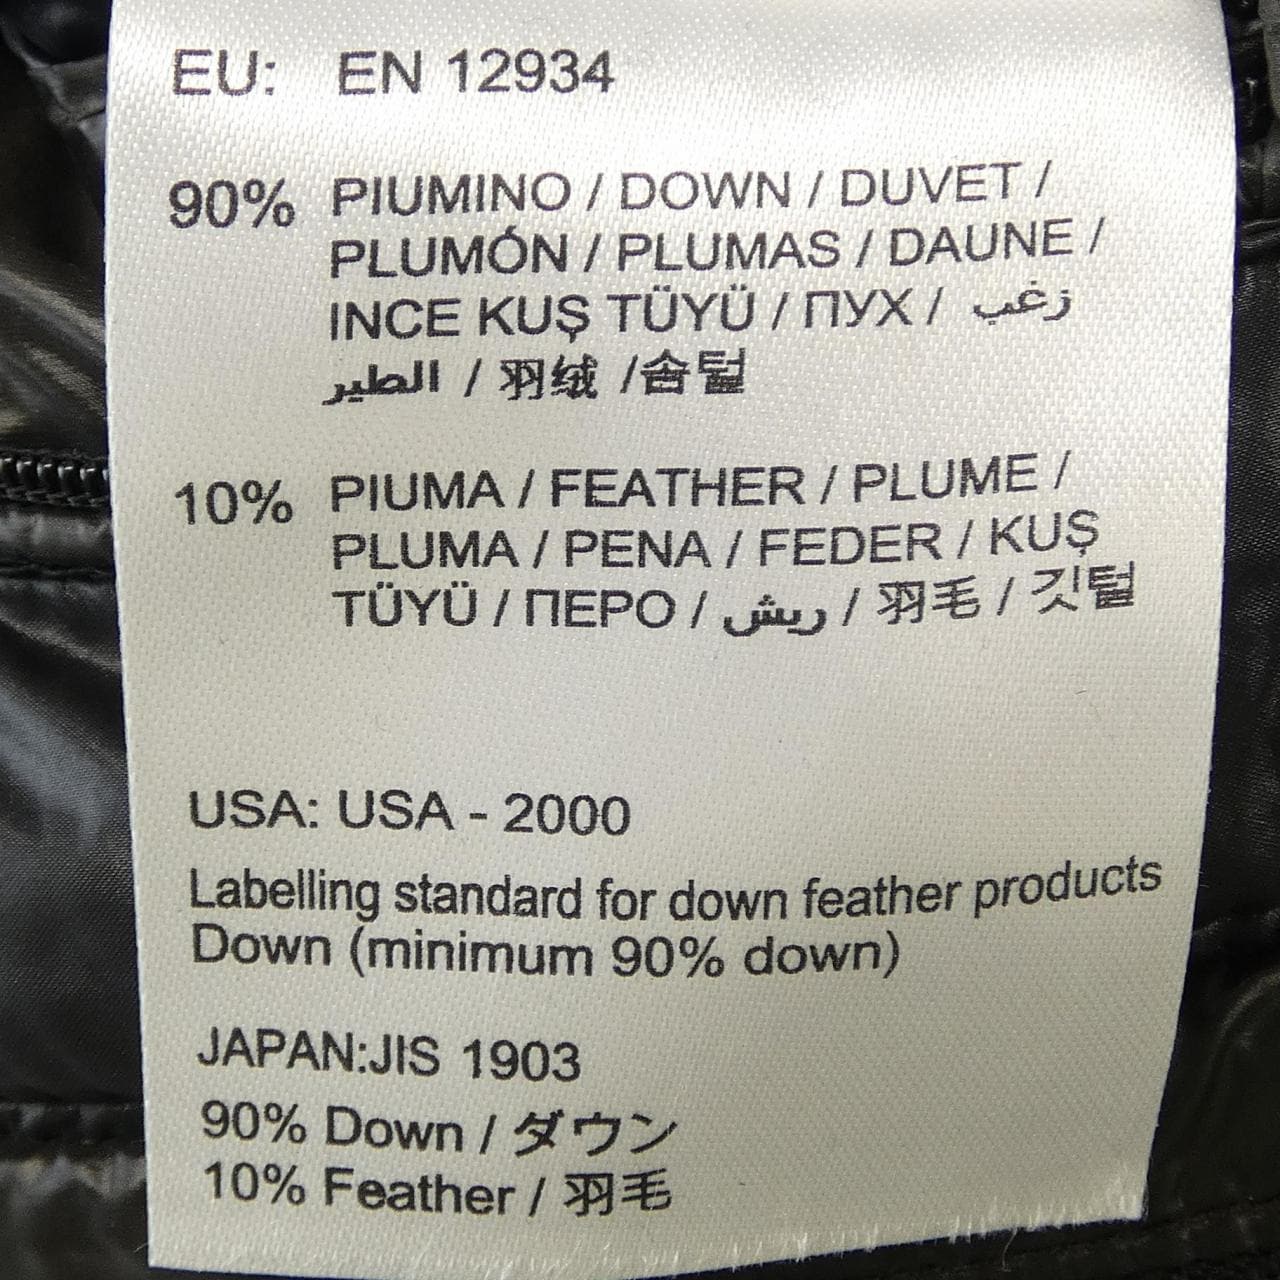 EU: EN 12934
90% PIUMINO / DOWN / DUVET /
PLUMÓN / PLUMAS / DAUNE /
INCE KUŞ TÜYÜ / ПУХ / زغب
الطير / 羽绒 /솜털
10% PIUMA / FEATHER / PLUME /
PLUMA / PENA / FEDER / KUŞ
TÜYÜ / ПЕРО / ريش / 羽毛 / 깃털
USA: USA - 2000
Labelling standard for down feather products
Down (minimum 90% down)
JAPAN:JIS 1903
90% Down / ダウン
10% Feather / 羽毛